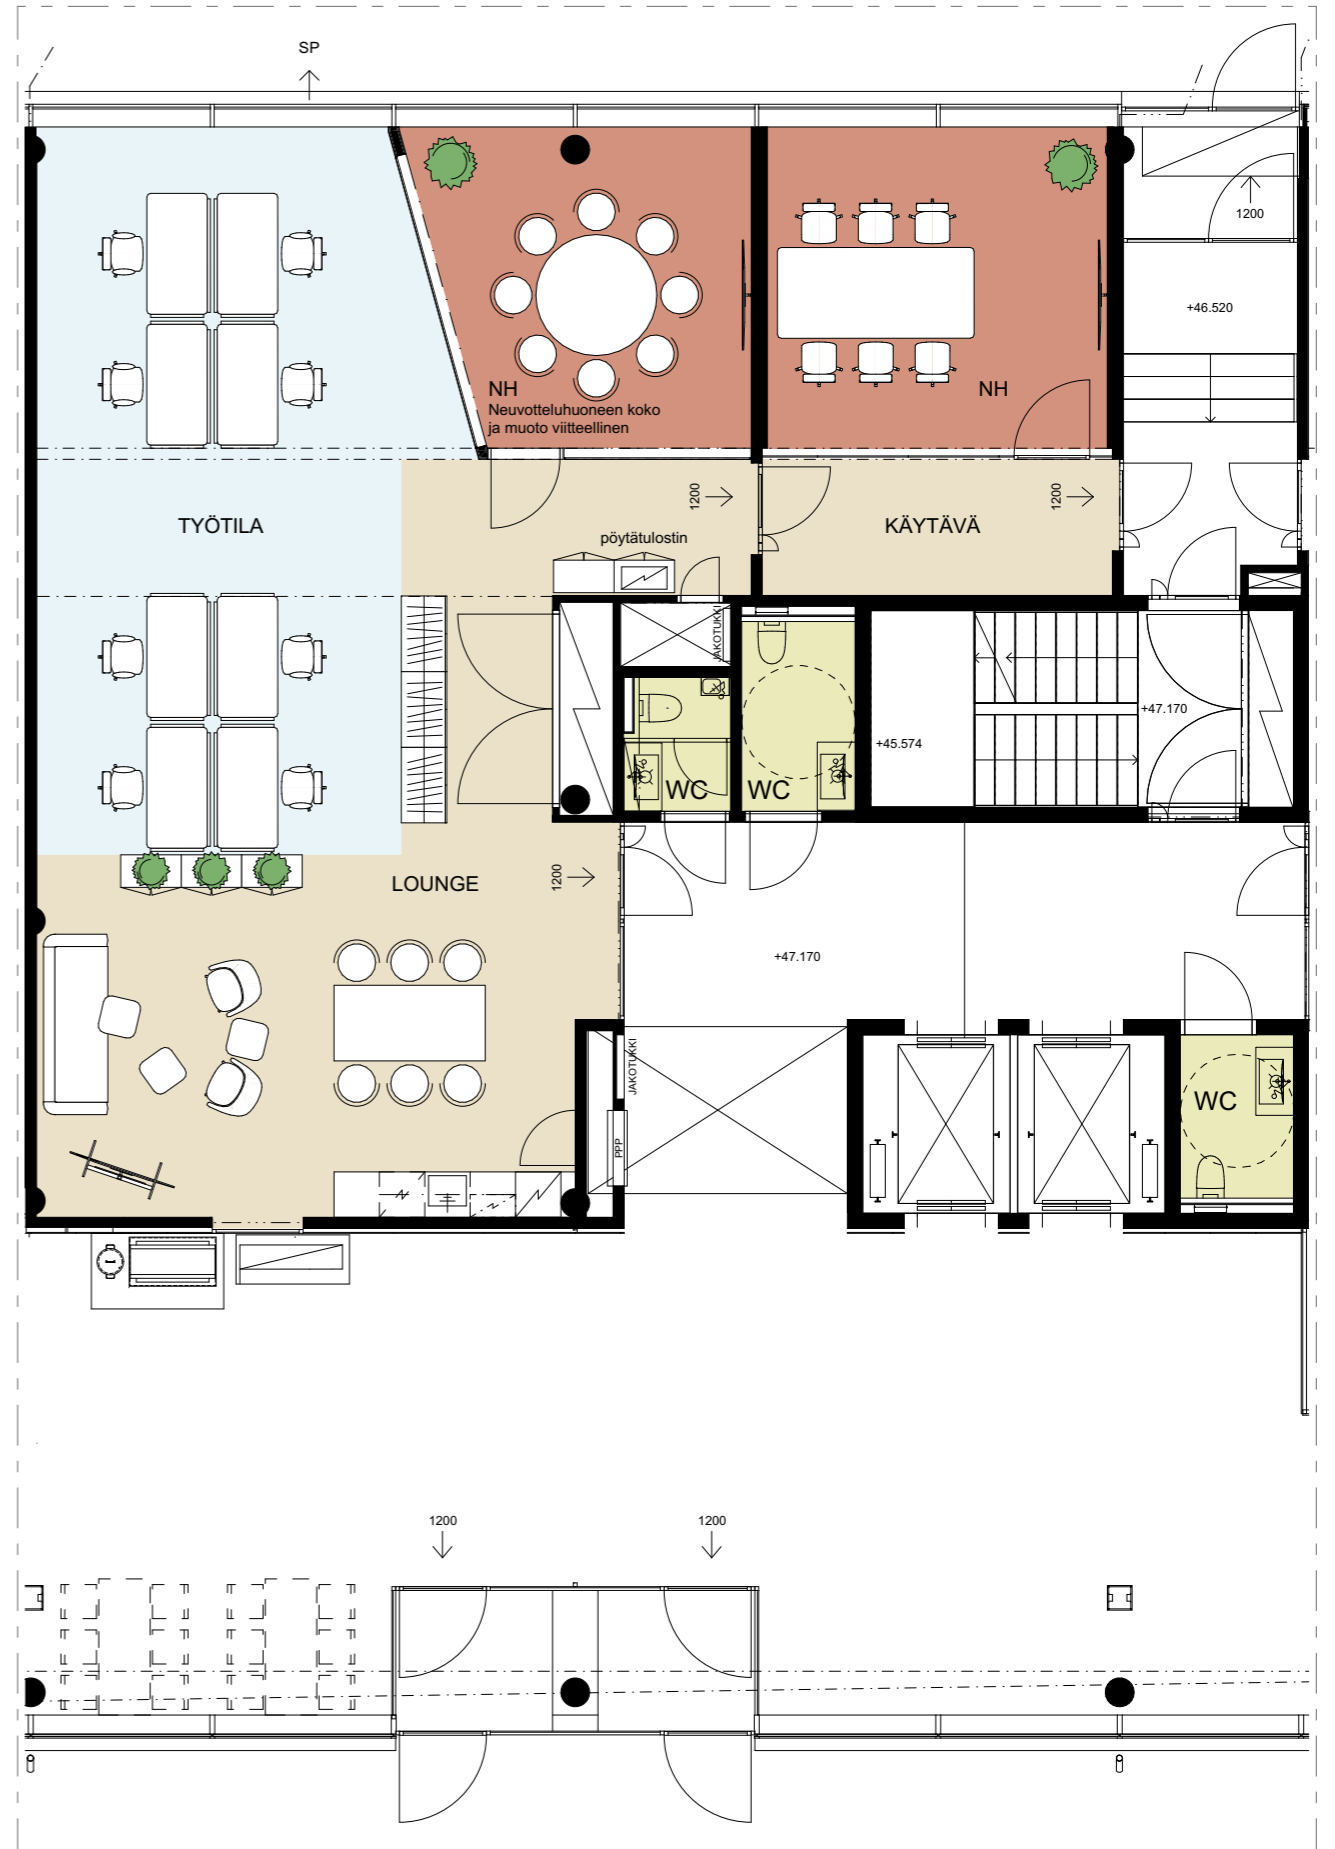 SP
1200
+46.520
NH
Neuvotteluhuoneen koko
ja muoto viitteellinen
NH
1200
1200
TYÖTILA
KÄYTÄVÄ
pöytätulostin
JAKOTUKKI
+47.170
+45.574
WC
WC
LOUNGE
1200
+47.170
JAKOTUKKI
WC
PPP
1200
1200